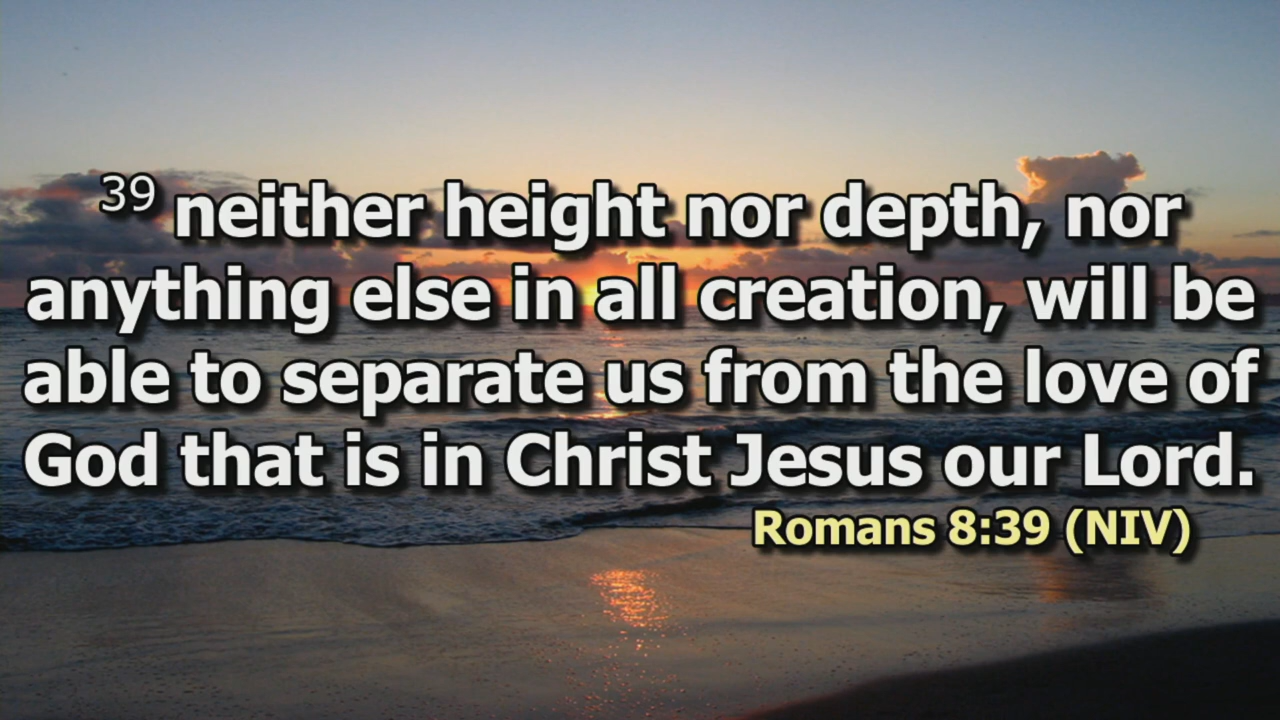 39 neither height nor depth, nor
anything else in all creation, will be
able to separate us from the love of
God that is in Christ Jesus our Lord.
Romans 8:39 (NIV)